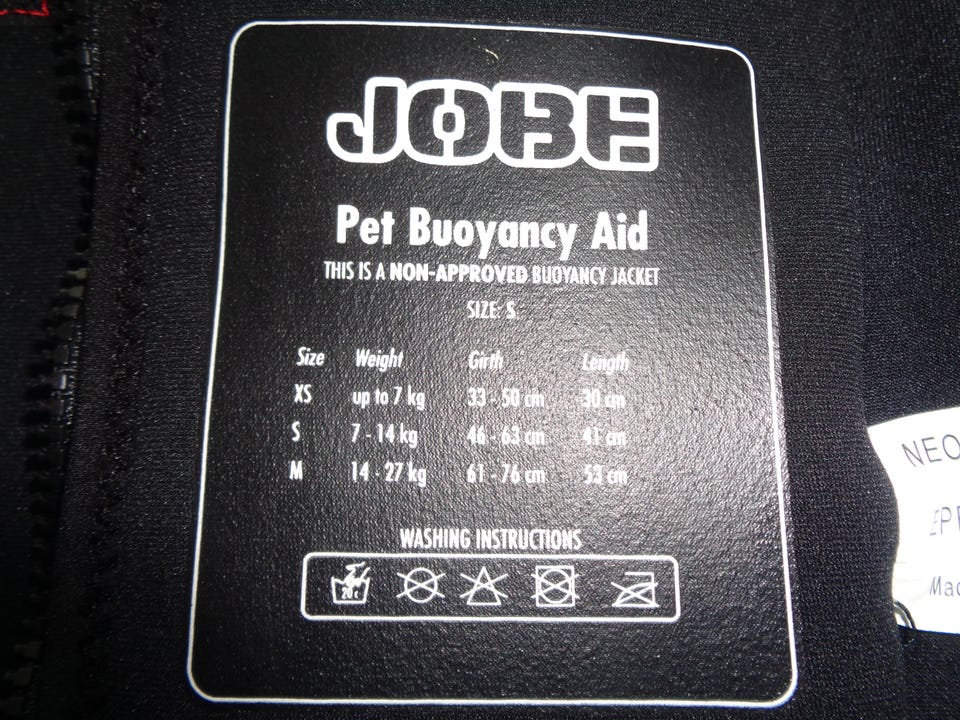 JOBE
Pet Buoyancy Aid
THIS IS A NON-APPROVED BUOYANCY JACKET
SIZE: S
Size Weight Girth Length
XS up to 7 kg 33 - 50 cm 30 cm
S 7 - 14 kg 46 - 63 cm 41 cm
M 14 - 27 kg 61 - 76 cm 53 cm
WASHING INSTRUCTIONS
20 c
NEO